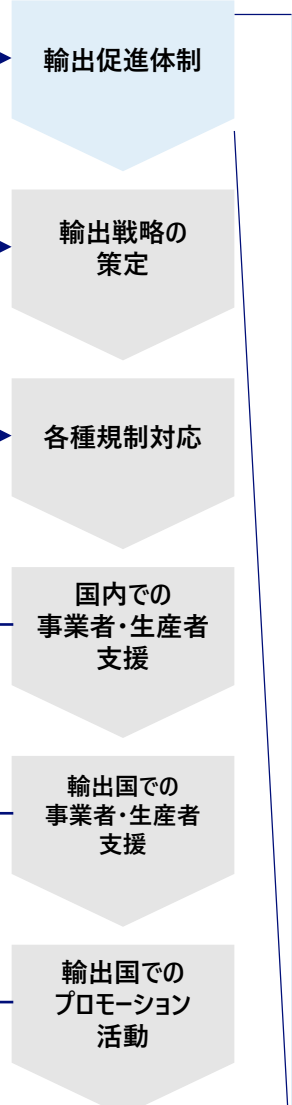 輸出促進体制
輸出戦略の
策定
各種規制対応
国内での
事業者・生産者
支援
輸出国での
事業者・生産者
支援
輸出国での
プロモーション
活動